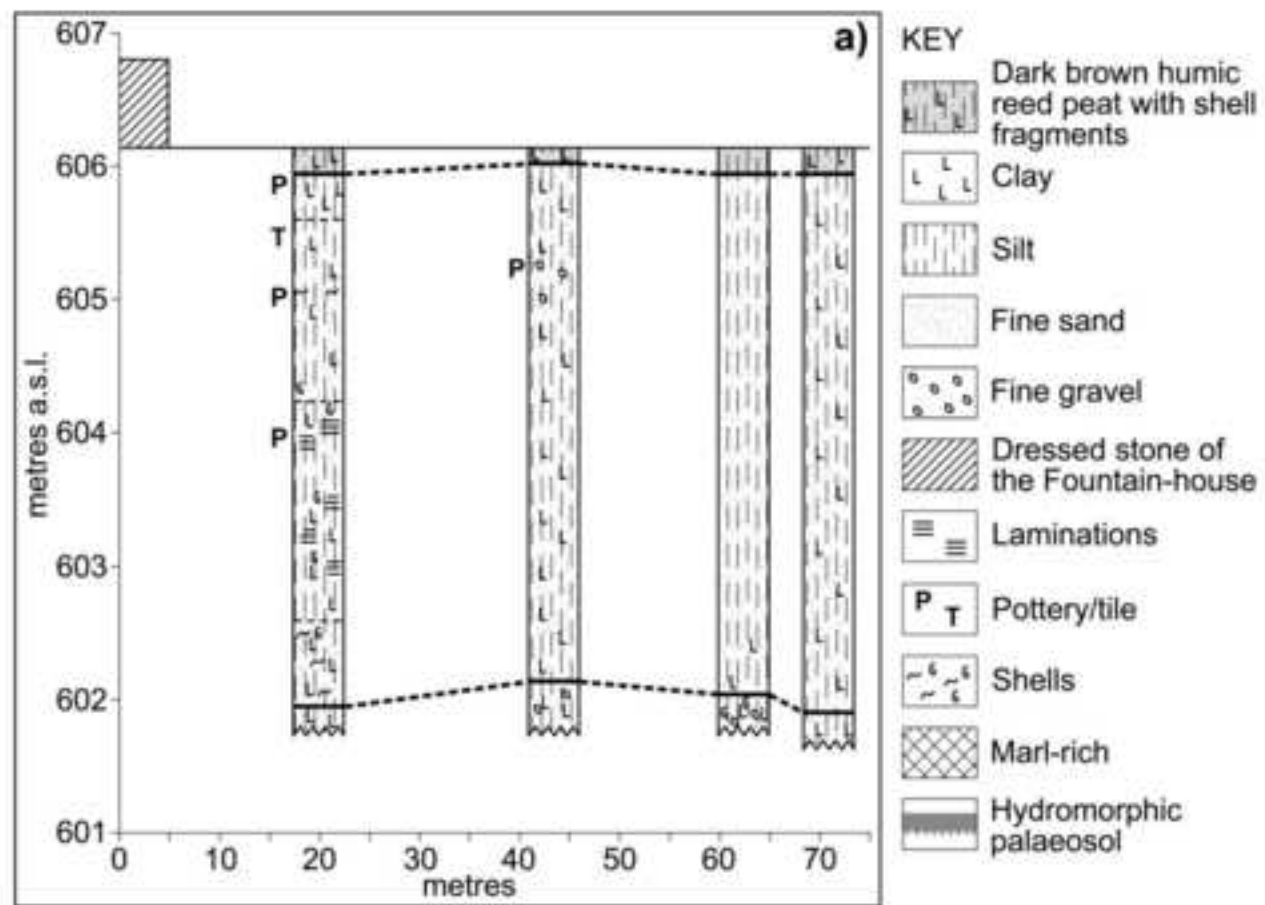 a)
607
606
605
604
603
602
601
metres a.s.l.
P
T
P
P
P
0
10
20
30
40
50
60
70
metres
KEY
Dark brown humic
reed peat with shell
fragments
Clay
Silt
Fine sand
Fine gravel
Dressed stone of
the Fountain-house
Laminations
P T
Pottery/tile
Shells
Marl-rich
Hydromorphic
palaeosol